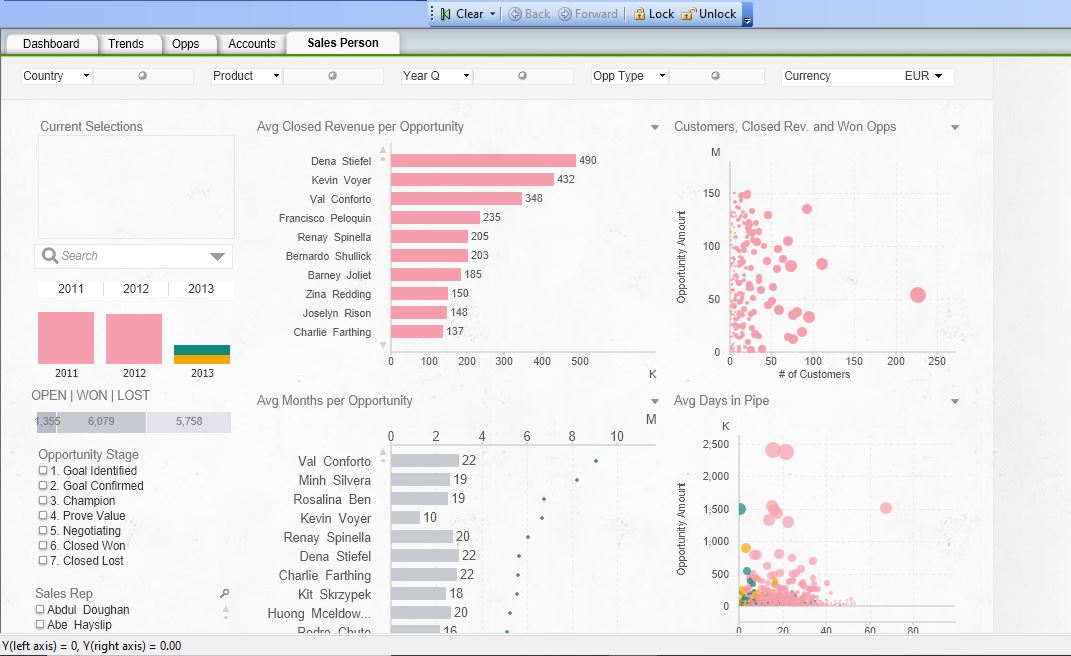 Clear Back Forward Lock Unlock
Dashboard Trends Opps Accounts Sales Person
Country Product Year Q Opp Type Currency EUR
Current Selections
Search
2011 2012 2013
2011 2012 2013
OPEN | WON | LOST
1,355 6,079 5,758
Opportunity Stage
1. Goal Identified
2. Goal Confirmed
3. Champion
4. Prove Value
5. Negotiating
6. Closed Won
7. Closed Lost
Sales Rep
Abdul Doughan
Abe Hayslip
Avg Closed Revenue per Opportunity
Dena Stiefel 490
Kevin Voyer 432
Val Conforto 348
Francisco Peloquin 235
Renay Spinella 205
Bernardo Shullick 203
Barney Joliet 185
Zina Redding 150
Joselyn Rison 148
Charlie Farthing 137
0 100 200 300 400 500
K
Customers, Closed Rev. and Won Opps
M
Opportunity Amount
150
100
50
0
0 50 100 150 200 250
# of Customers
Avg Months per Opportunity
M
0 2 4 6 8 10
Val Conforto 22
Minh Silvera 19
Rosalina Ben 19
Kevin Voyer 10
Renay Spinella 20
Dena Stiefel 22
Charlie Farthing 22
Kit Skrzypek 18
Huong Mceldow... 20
Pedro Chute 16
Avg Days in Pipe
K
Opportunity Amount
2,500
2,000
1,500
1,000
500
0
0 20 40 60 80
Y(left axis) = 0, Y(right axis) = 0.00